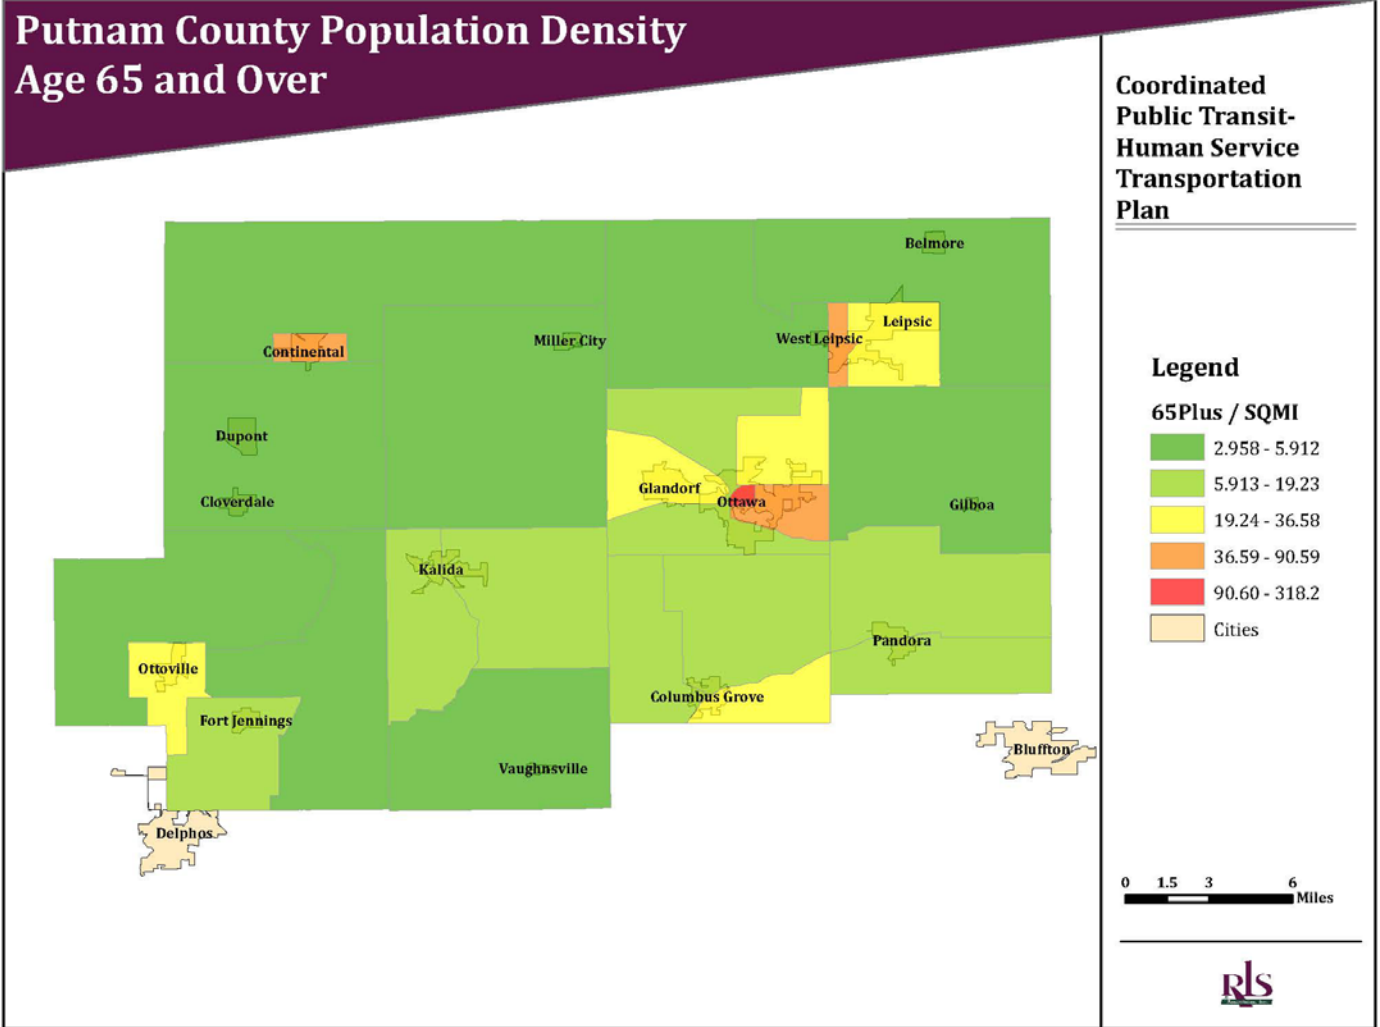 Putnam County Population Density
Age 65 and Over
Coordinated
Public Transit-
Human Service
Transportation
Plan
Belmore
Leipsic
West Leipsic
Miller City
Continental
Dupont
Cloverdale
Glandorf
Ottawa
Gilboa
Kalida
Pandora
Ottoville
Columbus Grove
Fort Jennings
Vaughnsville
Bluffton
Delphos
Legend
65Plus / SQMI
2.958 - 5.912
5.913 - 19.23
19.24 - 36.58
36.59 - 90.59
90.60 - 318.2
Cities
0 1.5 3 6
Miles
RLS